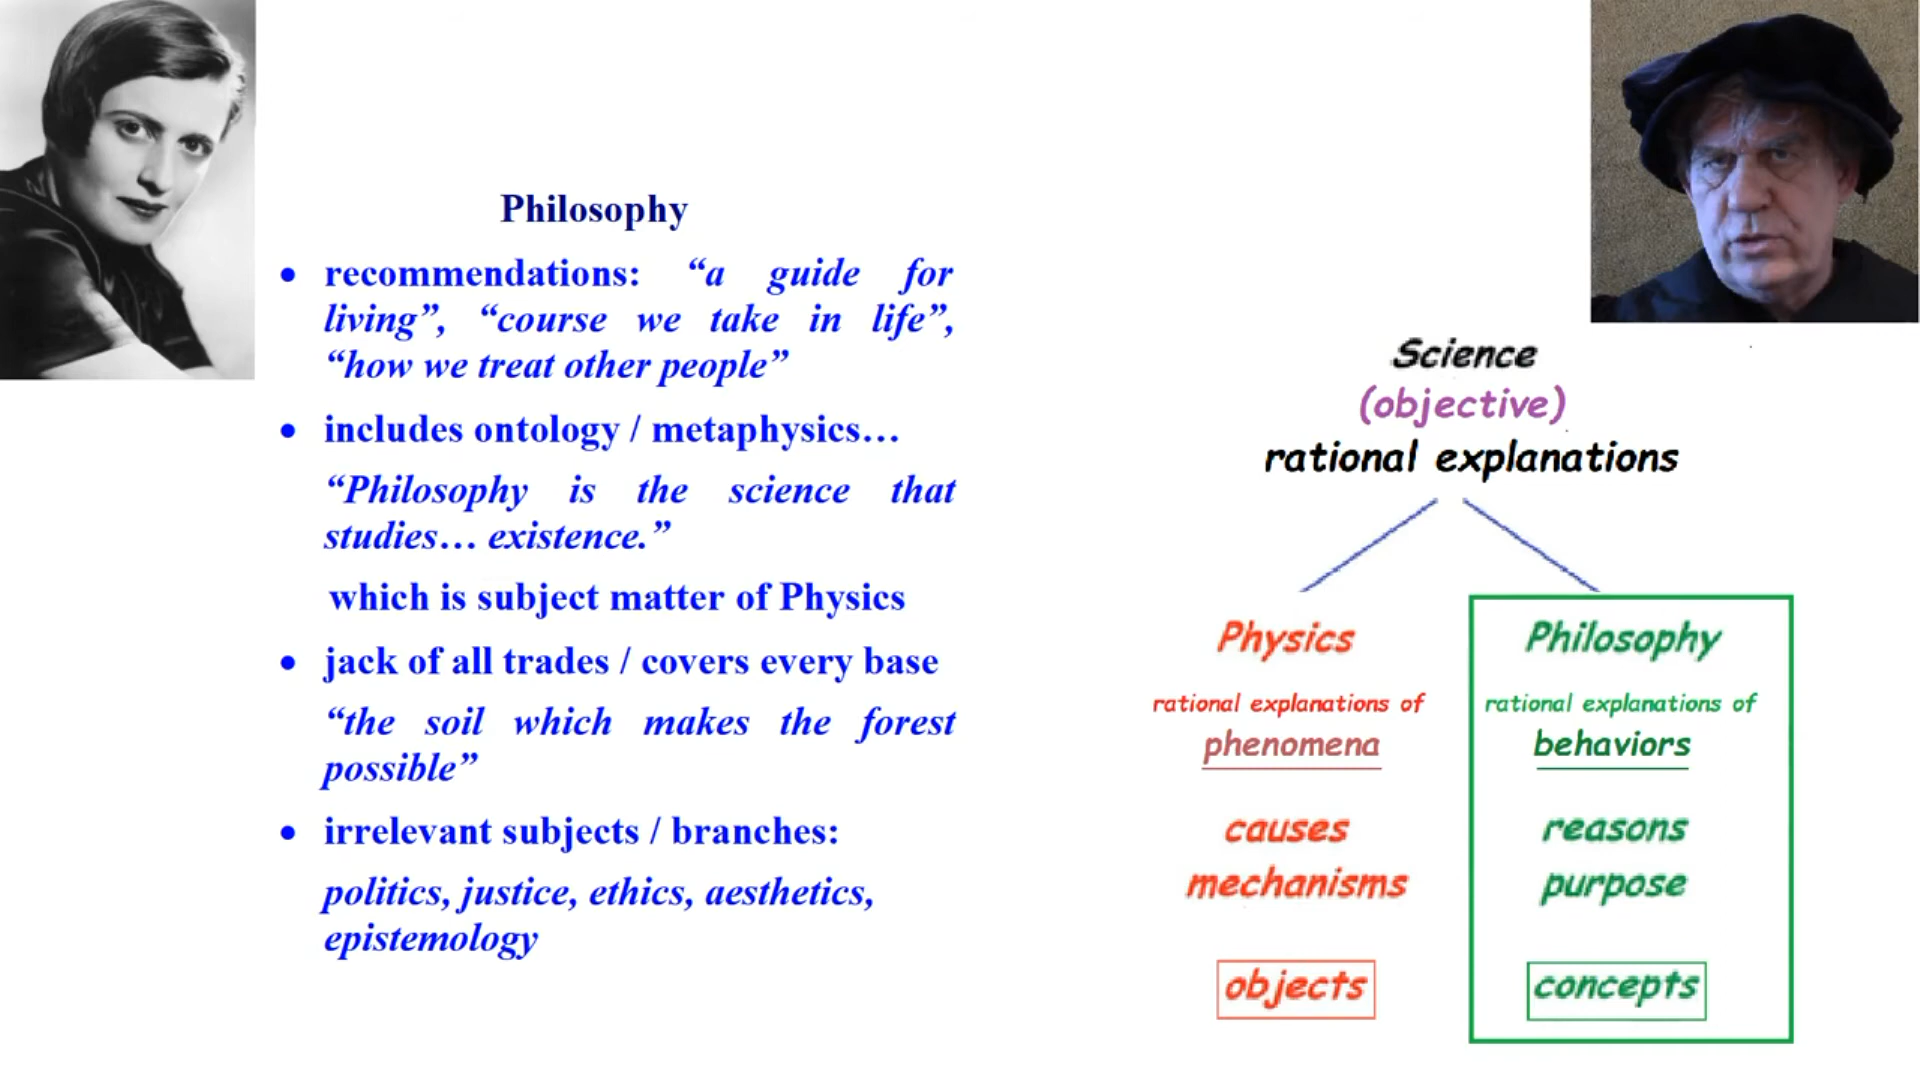 Philosophy
• recommendations: “a guide for
living”, “course we take in life”,
“how we treat other people”
• includes ontology / metaphysics…
“Philosophy is the science that
studies… existence.”
which is subject matter of Physics
• jack of all trades / covers every base
“the soil which makes the forest
possible”
• irrelevant subjects / branches:
politics, justice, ethics, aesthetics,
epistemology
Science
(objective)
rational explanations
Physics
rational explanations of
phenomena
causes
mechanisms
objects
Philosophy
rational explanations of
behaviors
reasons
purpose
concepts